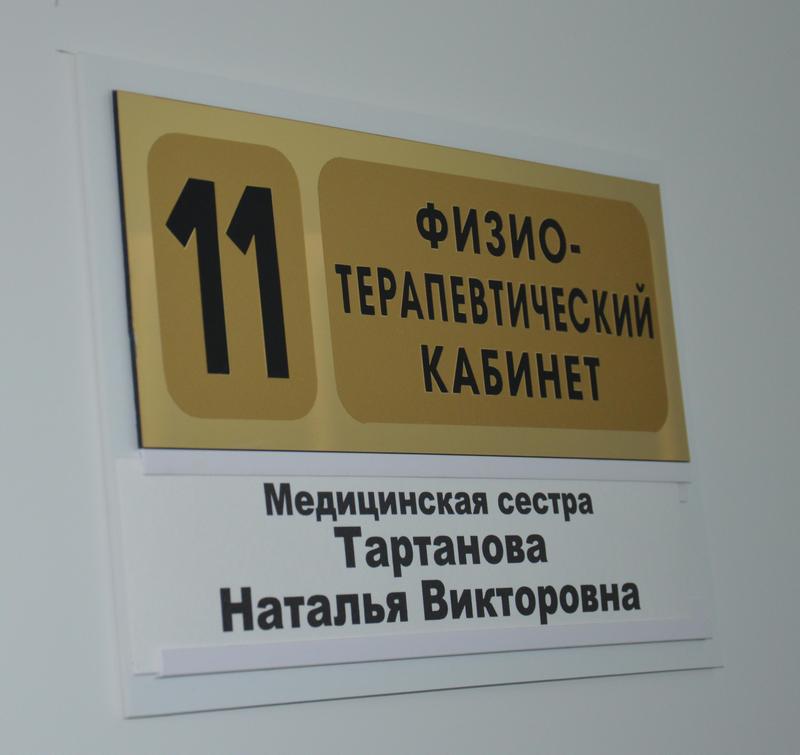 11
ФИЗИО-
ТЕРАПЕВТИЧЕСКИЙ
КАБИНЕТ
Медицинская сестра
Тартанова
Наталья Викторовна